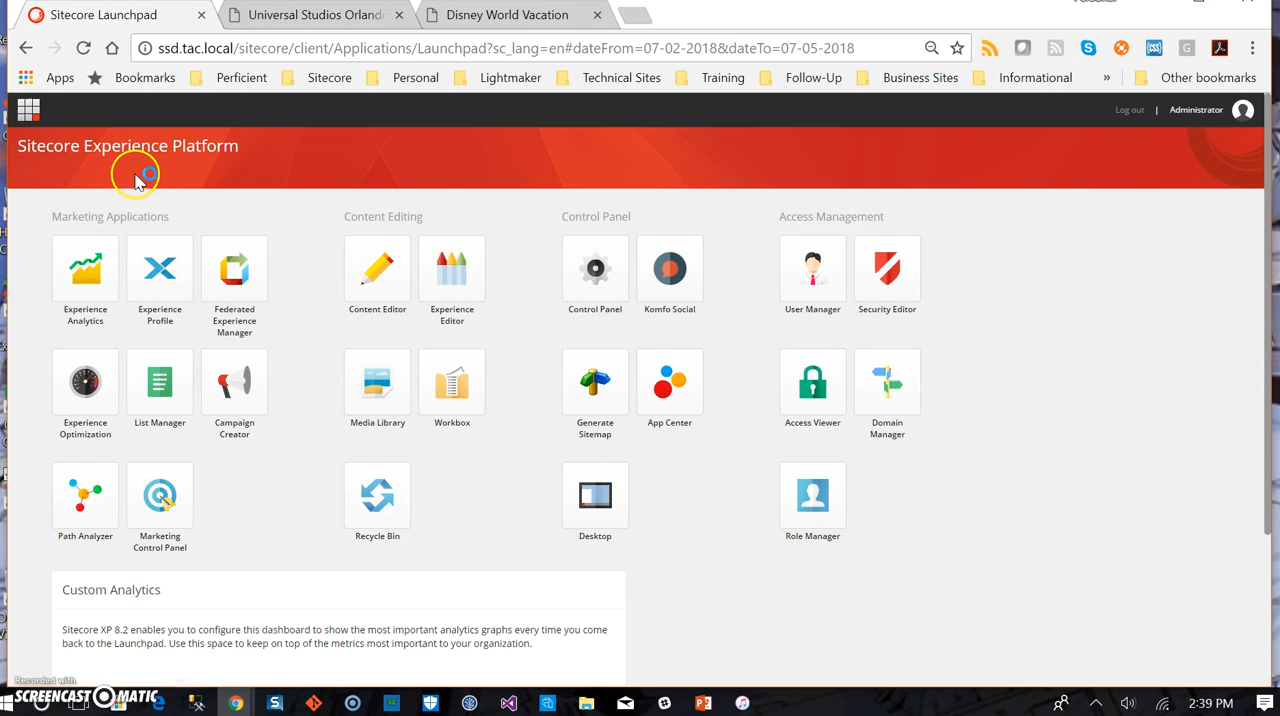 Sitecore Launchpad
Universal Studios Orland
Disney World Vacation
ssd.tac.local/sitecore/client/Applications/Launchpad?sc_lang=en#dateFrom=07-02-2018&dateTo=07-05-2018
Apps Bookmarks Perficient Sitecore Personal Lightmaker Technical Sites Training Follow-Up Business Sites Informational » Other bookmarks
Log out | Administrator
Sitecore Experience Platform
Marketing Applications
Experience
Analytics
Experience
Profile
Federated
Experience
Manager
Experience
Optimization
List Manager
Campaign
Creator
Path Analyzer
Marketing
Control Panel
Content Editing
Content Editor
Experience
Editor
Media Library
Workbox
Recycle Bin
Control Panel
Control Panel
Komfo Social
Generate
Sitemap
App Center
Desktop
Access Management
User Manager
Security Editor
Access Viewer
Domain
Manager
Role Manager
Custom Analytics
Sitecore XP 8.2 enables you to configure this dashboard to show the most important analytics graphs every time you come
back to the Launchpad. Use this space to keep on top of the metrics most important to your organization.
Recorded with
SCREENCAST-O-MATIC
2:39 PM